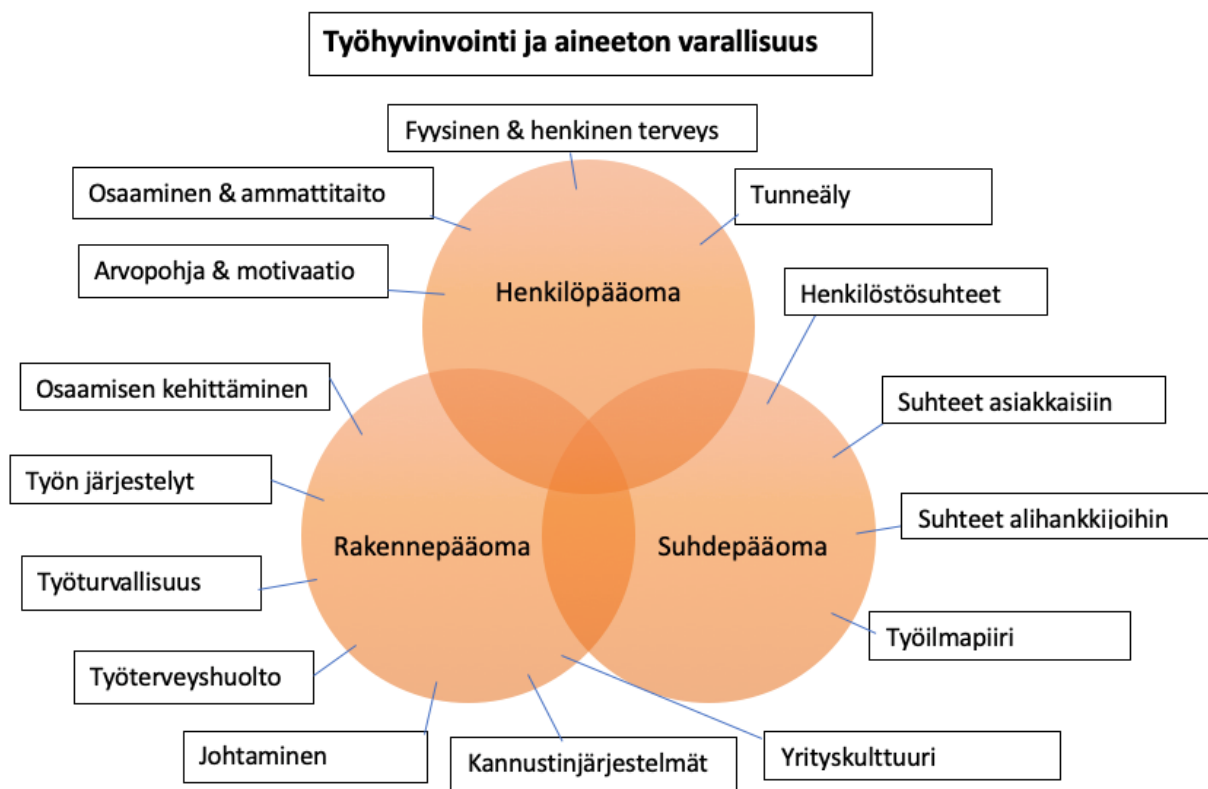 Työhyvinvointi ja aineeton varallisuus
Fyysinen & henkinen terveys
Osaaminen & ammattitaito
Tunneäly
Arvopohja & motivaatio
Henkilöpääoma
Henkilöstösuhteet
Osaamisen kehittäminen
Suhteet asiakkaisiin
Työn järjestelyt
Suhteet alihankkijoihin
Rakennepääoma
Suhdepääoma
Työturvallisuus
Työilmapiiri
Työterveyshuolto
Johtaminen
Kannustinjärjestelmät
Yrityskulttuuri